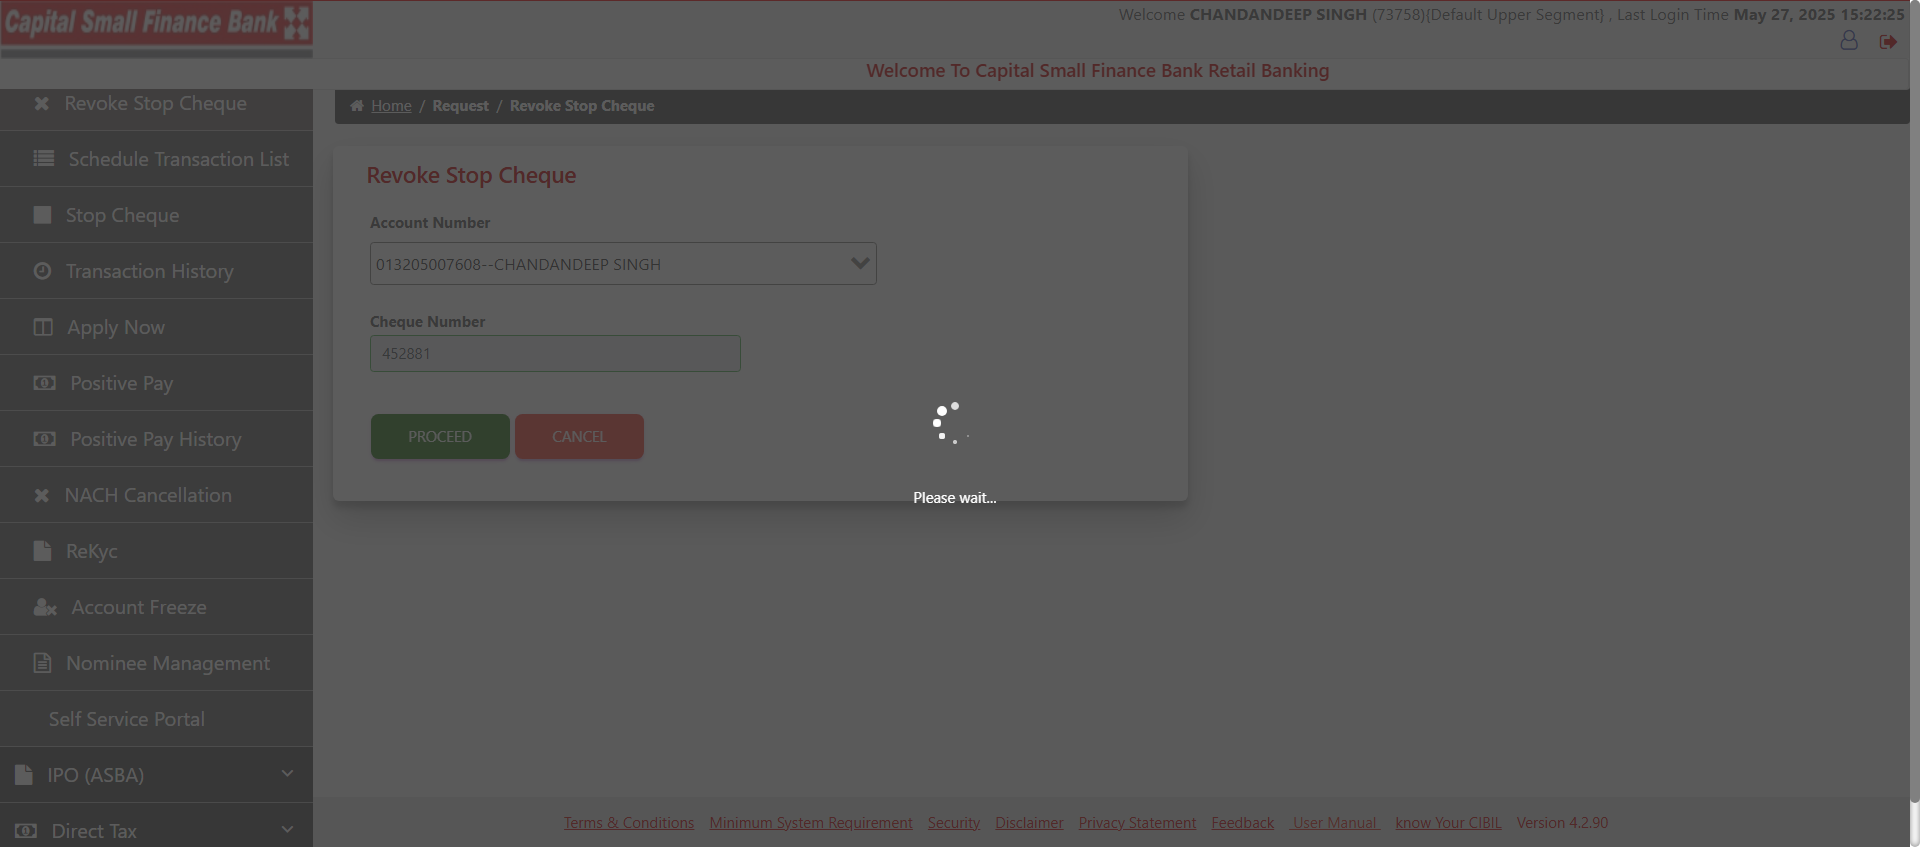 Capital Small Finance Bank
Welcome CHANDANDEEP SINGH (73758){Default Upper Segment} , Last Login Time May 27, 2025 15:22:25
Welcome To Capital Small Finance Bank Retail Banking
Revoke Stop Cheque
Schedule Transaction List
Stop Cheque
Transaction History
Apply Now
Positive Pay
Positive Pay History
NACH Cancellation
ReKyc
Account Freeze
Nominee Management
Self Service Portal
IPO (ASBA)
Direct Tax
Home / Request / Revoke Stop Cheque
Revoke Stop Cheque
Account Number
013205007608--CHANDANDEEP SINGH
Cheque Number
452881
PROCEED CANCEL
Please wait...
Terms & Conditions Minimum System Requirement Security Disclaimer Privacy Statement Feedback User Manual know Your CIBIL Version 4.2.90